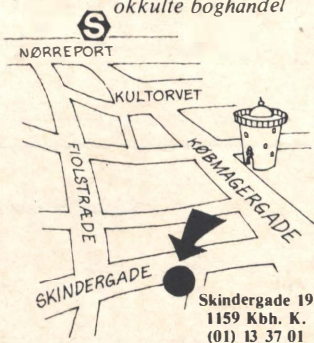 okkulte boghandel
S
NØRREPORT
KULTORVET
FIOLSTRÆDE
KØBMAGERGADE
SKINDERGADE
Skindergade 19
1159 Kbh. K.
(01) 13 37 01